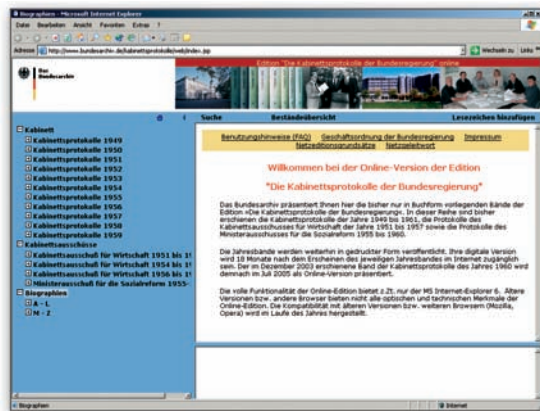 Biographien - Microsoft Internet Explorer
Datei Bearbeiten Ansicht Favoriten Extras ?
Adresse http://www.bundesarchiv.de/kabinettsprotokolle/web/index.jsp Wechseln zu Links
Edition "Die Kabinettsprotokolle der Bundesregierung" online
Das
Bundesarchiv
Suche Beständeübersicht Lesezeichen hinzufügen
Kabinett
Kabinettsprotokolle 1949
Kabinettsprotokolle 1950
Kabinettsprotokolle 1951
Kabinettsprotokolle 1952
Kabinettsprotokolle 1953
Kabinettsprotokolle 1954
Kabinettsprotokolle 1955
Kabinettsprotokolle 1956
Kabinettsprotokolle 1957
Kabinettsprotokolle 1958
Kabinettsprotokolle 1959
Kabinettsausschüsse
Kabinettsausschuß für Wirtschaft 1951 bis 1
Kabinettsausschuß für Wirtschaft 1954 bis 1
Kabinettsausschuß für Wirtschaft 1956 bis 1
Ministerausschuß für die Sozialreform 1955-
Biographien
A - L
M - Z
Benutzungshinweise (FAQ) Geschäftsordnung der Bundesregierung Impressum
Netzeditionsgrundsätze Netzgeleitwort
Willkommen bei der Online-Version der Edition
"Die Kabinettsprotokolle der Bundesregierung"
Das Bundesarchiv präsentiert Ihnen hier die bisher nur in Buchform vorliegenden Bände der
Edition »Die Kabinettsprotokolle der Bundesregierung«. In dieser Reihe sind bisher
erschienen die Kabinettsprotokolle der Jahre 1949 bis 1961, die Protokolle des
Kabinettsausschusses für Wirtschaft der Jahre 1951 bis 1957 sowie die Protokolle des
Ministerausschusses für die Sozialreform 1955 bis 1960.
Die Jahresbände werden weiterhin in gedruckter Form veröffentlicht. Ihre digitale Version
wird 18 Monate nach dem Erscheinen des jeweiligen Jahresbandes im Internet zugänglich
sein. Der im Dezember 2003 erschienene Band der Kabinettsprotokolle des Jahres 1960 wird
demnach im Juli 2005 als Online-Version präsentiert.
Die volle Funktionalität der Online-Edition bietet z.Zt. nur der MS Internet-Explorer 6. Ältere
Versionen bzw. andere Browser bieten nicht alle optischen und technischen Merkmale der
Online-Edition. Die Kompatibilität mit älteren Versionen bzw. weiteren Browsern (Mozilla,
Opera) wird im Laufe des Jahres hergestellt.
Biographien Internet